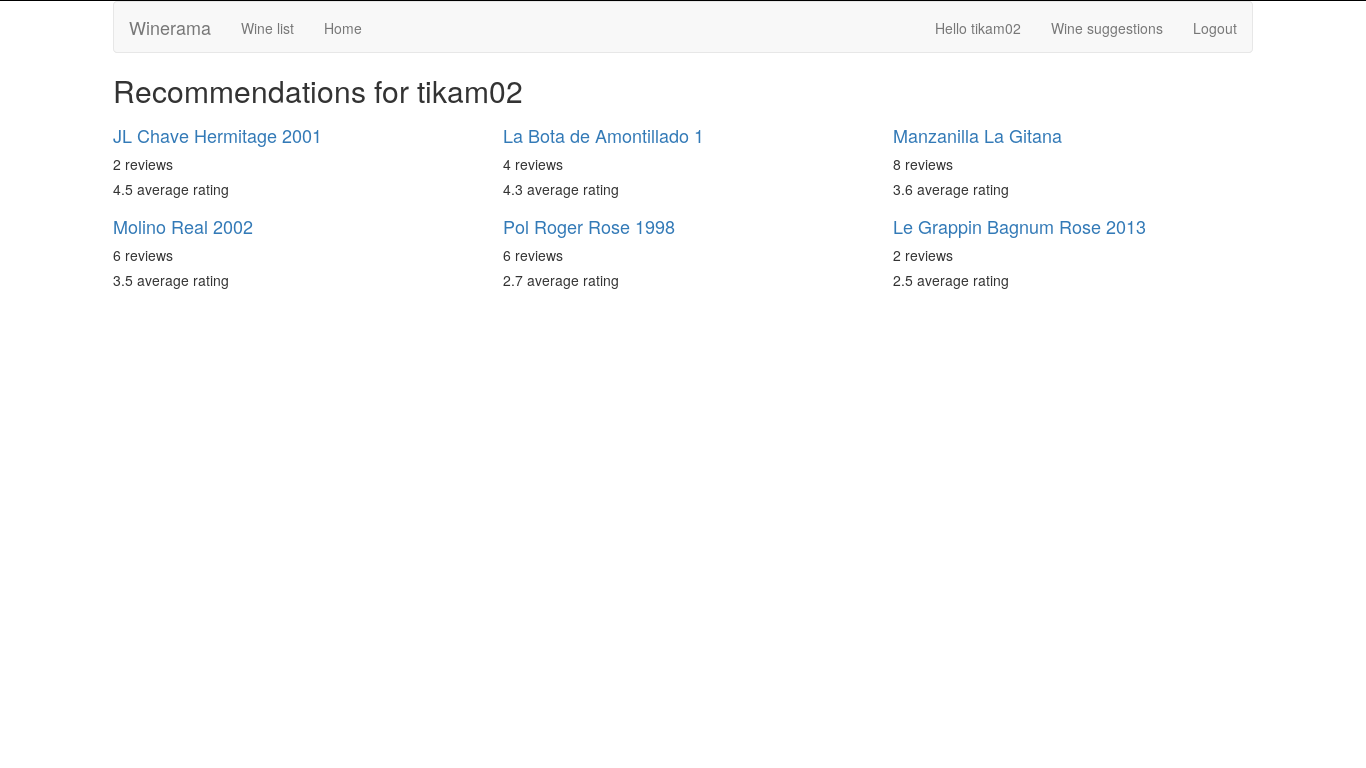 Winerama Wine list Home Hello tikam02 Wine suggestions Logout
Recommendations for tikam02
JL Chave Hermitage 2001
2 reviews
4.5 average rating
La Bota de Amontillado 1
4 reviews
4.3 average rating
Manzanilla La Gitana
8 reviews
3.6 average rating
Molino Real 2002
6 reviews
3.5 average rating
Pol Roger Rose 1998
6 reviews
2.7 average rating
Le Grappin Bagnum Rose 2013
2 reviews
2.5 average rating